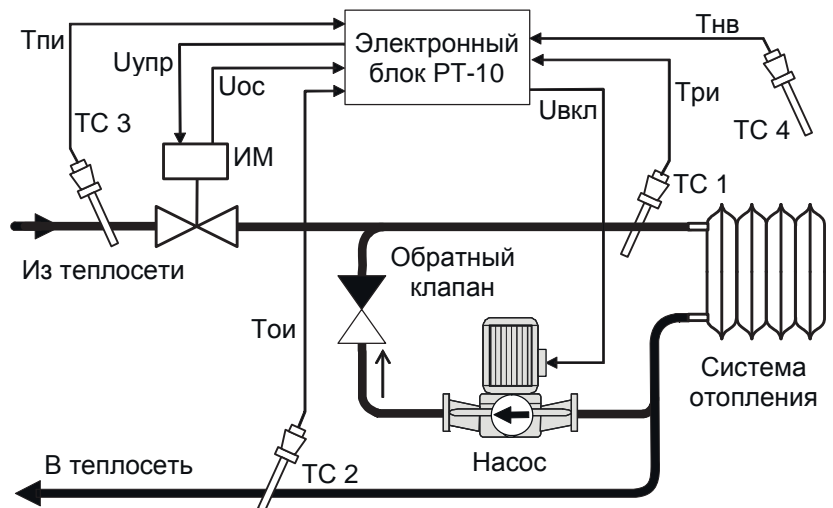 Тпи
Электронный
блок РТ-10
Тнв
Uупр
Uос
Три
Uвкл
ТС 3
ИМ
ТС 4
ТС 1
Из теплосети
Обратный
клапан
Тои
Система
отопления
В теплосеть
ТС 2
Насос